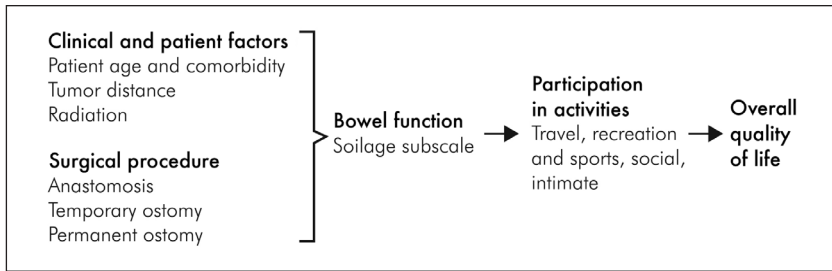 Clinical and patient factors
Patient age and comorbidity
Tumor distance
Radiation
Surgical procedure
Anastomosis
Temporary ostomy
Permanent ostomy
Bowel function
Soilage subscale
Participation
in activities
Travel, recreation
and sports, social,
intimate
Overall
quality
of life